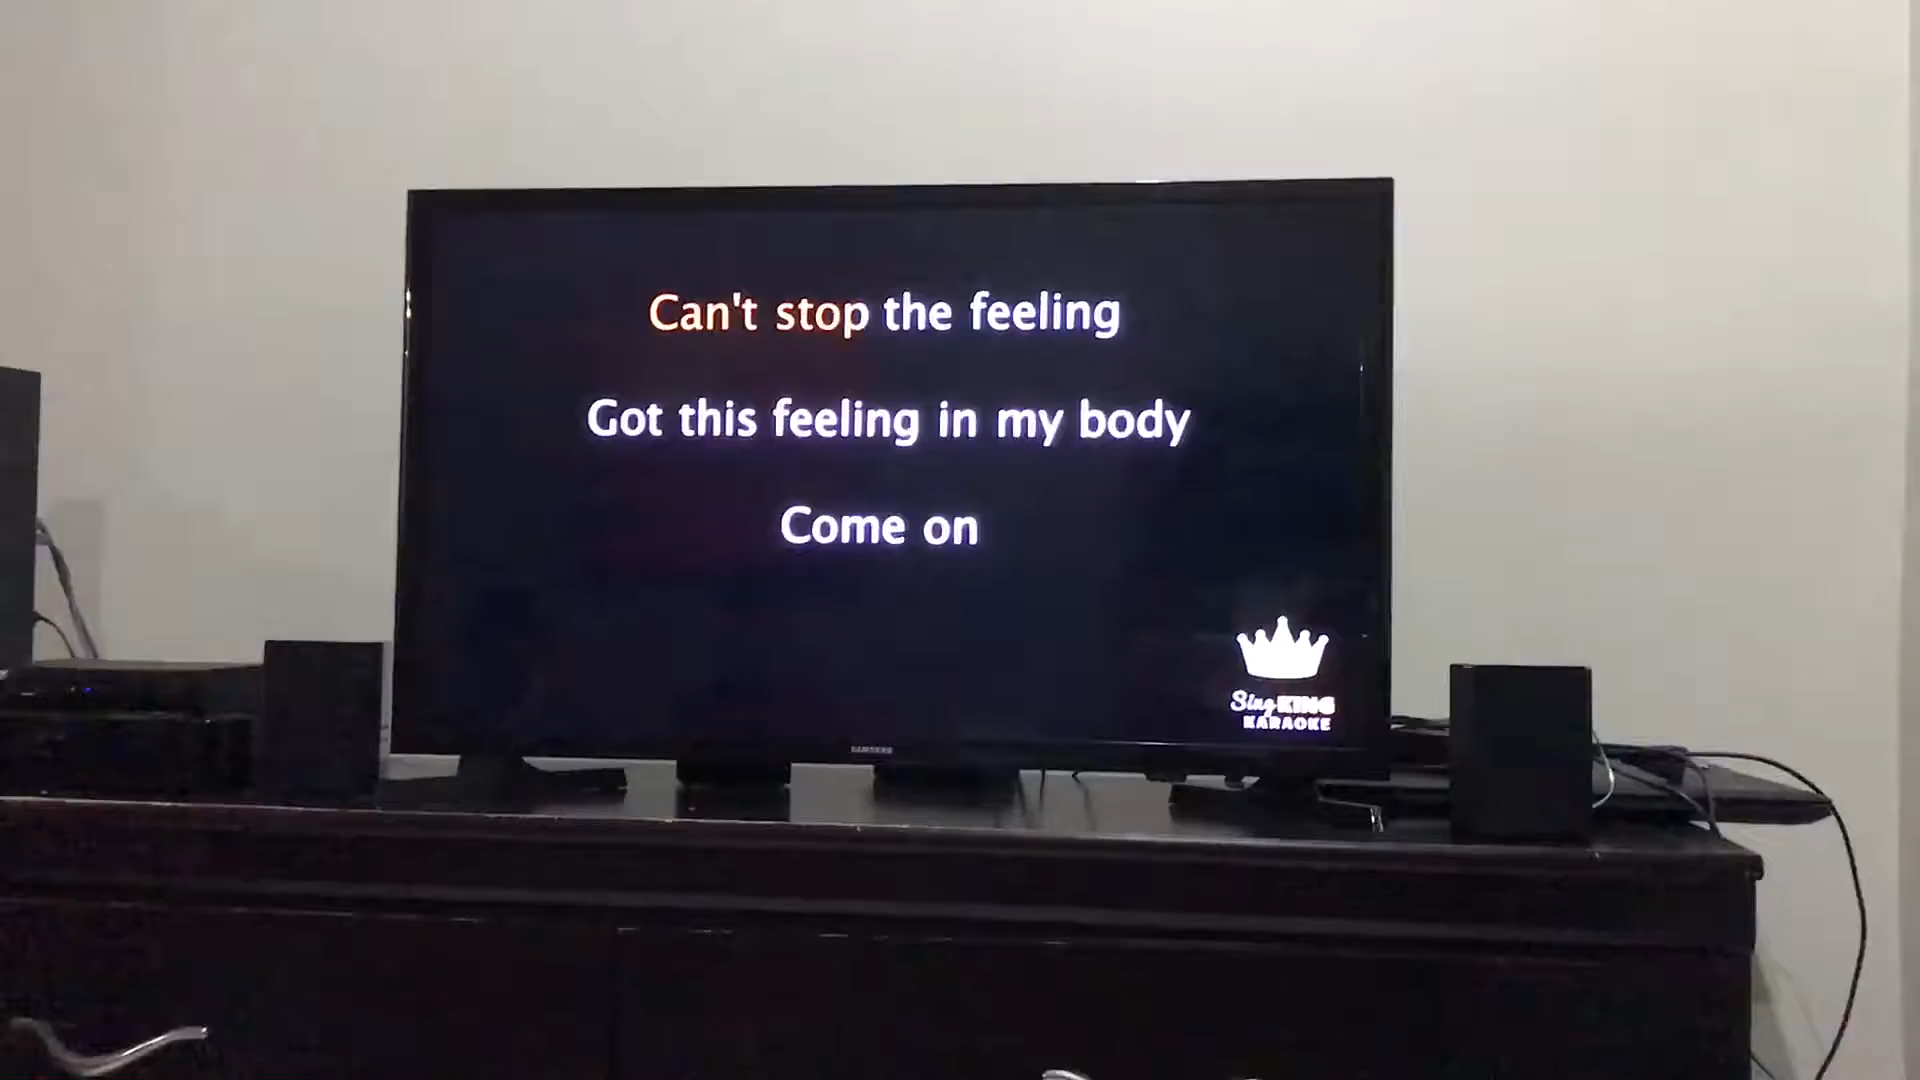 Can't stop the feeling
Got this feeling in my body
Come on
Sing KING
KARAOKE
SAMSUNG